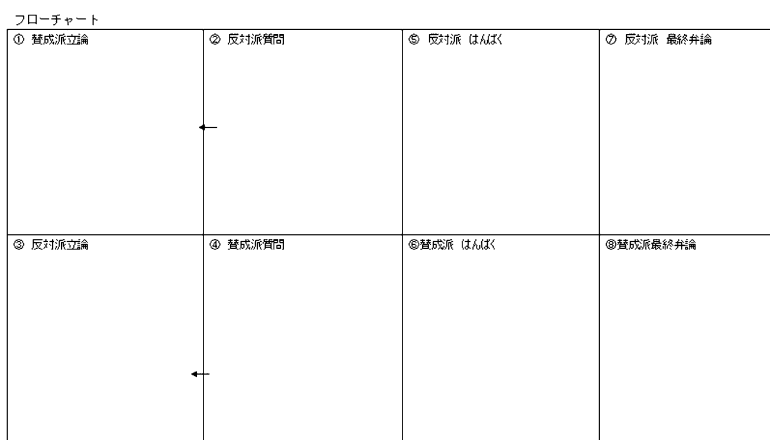 フローチャート
① 賛成派立論
② 反対派質問
⑤ 反対派 はんばく
⑦ 反対派 最終弁論
③ 反対派立論
④ 賛成派質問
⑥賛成派 はんばく
⑧賛成派最終弁論